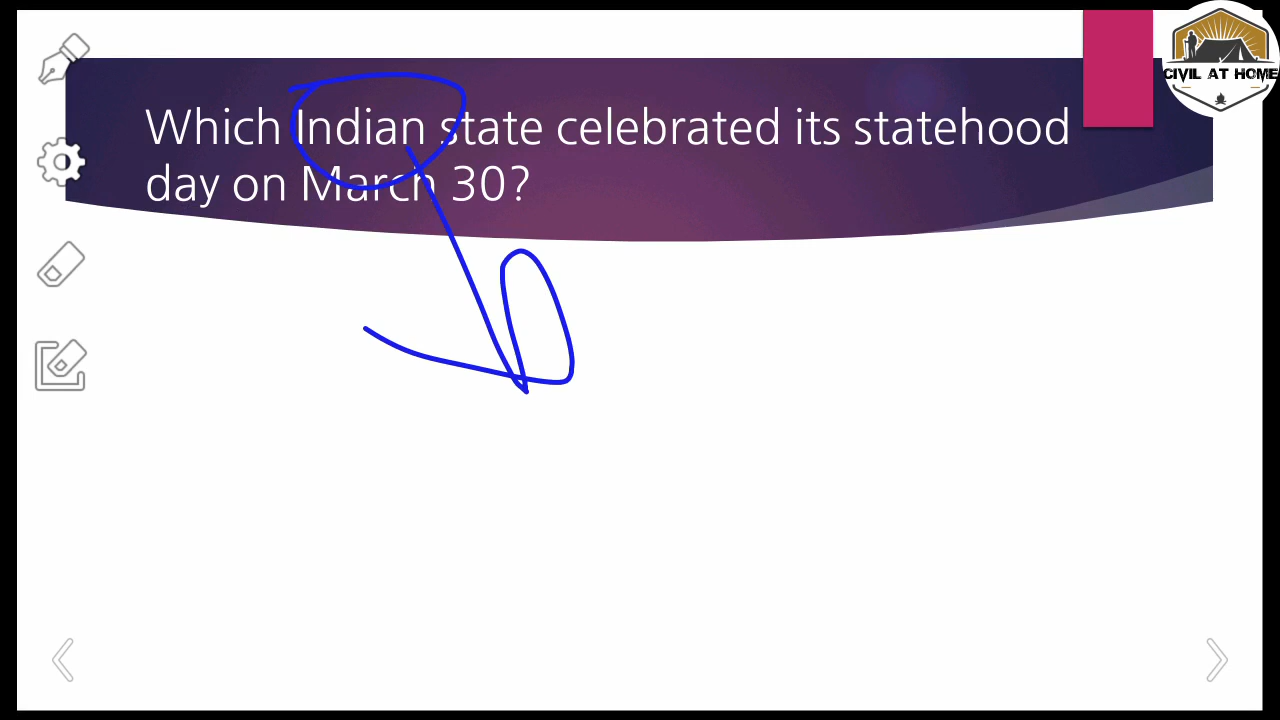 CIVIL AT HOME
Which Indian state celebrated its statehood
day on March 30?